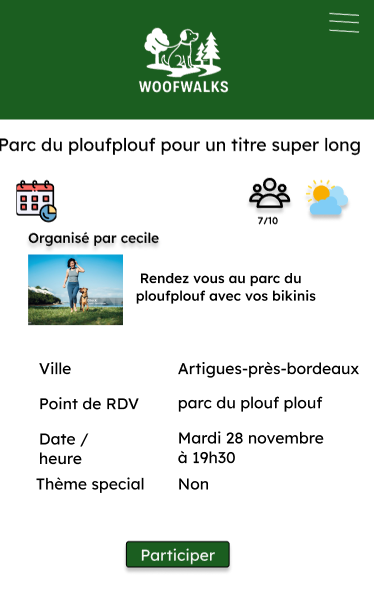 WOOFWALKS
Parc du ploufplouf pour un titre super long
7/10
Organisé par cecile
Rendez vous au parc du
ploufplouf avec vos bikinis
Ville
Artigues-près-bordeaux
Point de RDV
parc du plouf plouf
Date /
heure
Mardi 28 novembre
à 19h30
Thème special
Non
Participer